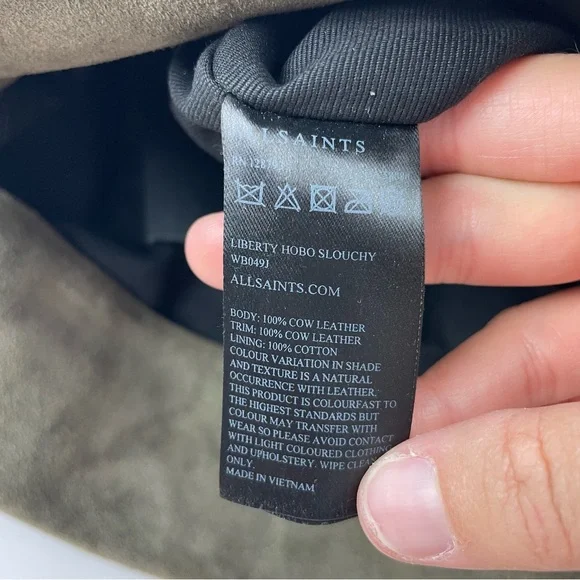 LSAINTS
LIBERTY HOBO SLOUCHY
WB049J
ALLSAINTS.COM
BODY: 100% COW LEATHER
TRIM: 100% COW LEATHER
LINING: 100% COTTON
COLOUR VARIATION IN SHADE
AND TEXTURE IS A NATURAL
OCCURRENCE WITH LEATHER.
THIS PRODUCT IS COLOURFAST TO
THE HIGHEST STANDARDS BUT
COLOUR MAY TRANSFER WITH
WEAR SO PLEASE AVOID CONTACT
WITH LIGHT COLOURED CLOTHING
AND UPHOLSTERY. WIPE CLEAN
ONLY.
MADE IN VIETNAM